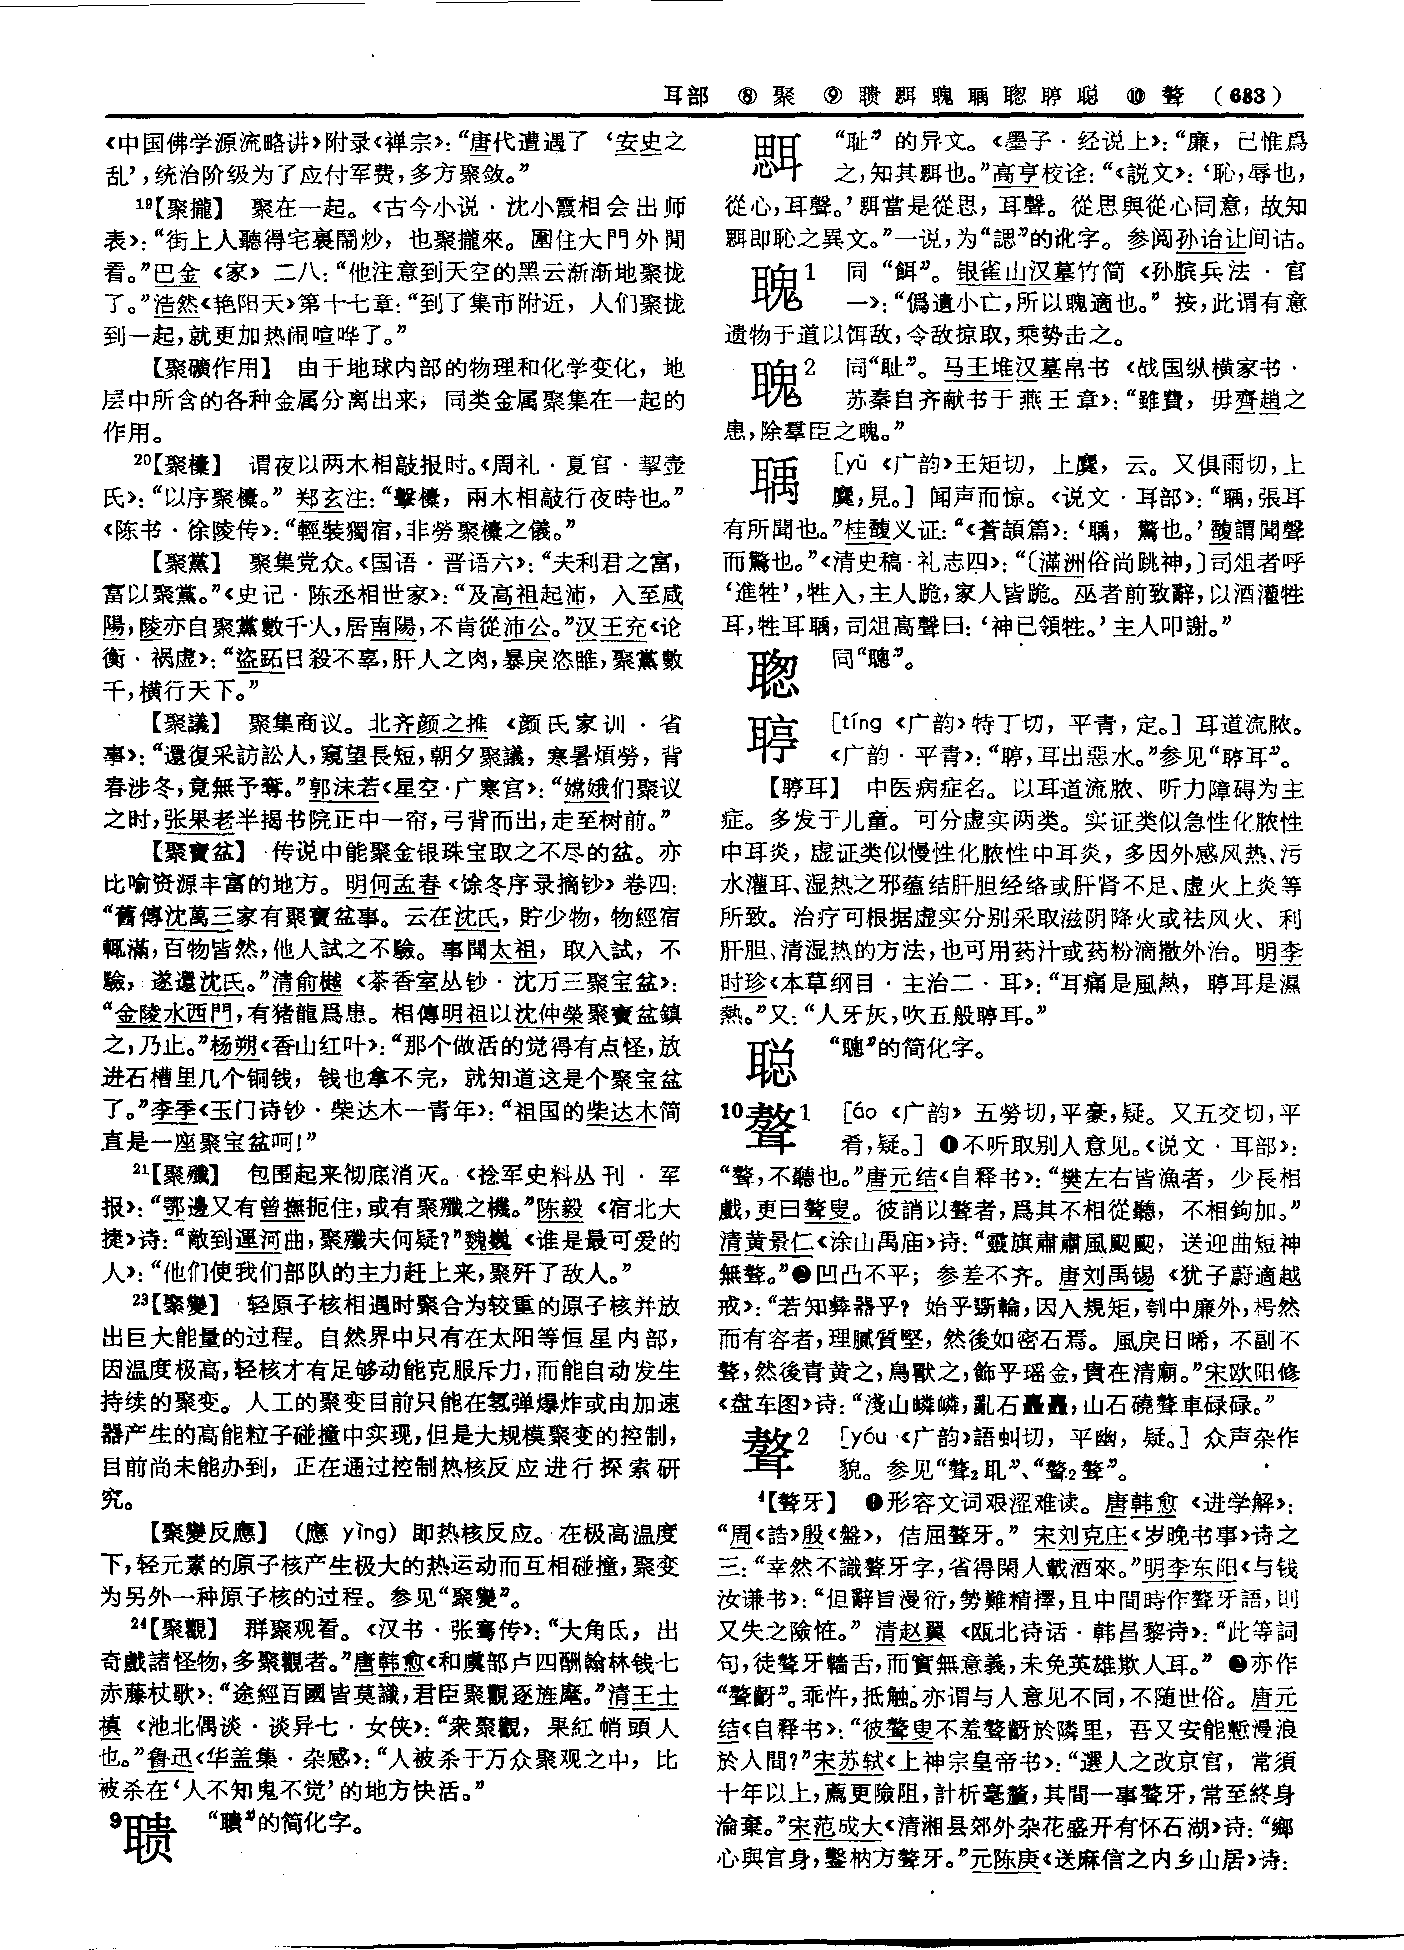 耳部 ⑧ 聚 ⑨ 聩 䎶 聭 聥 聦 聤 聪 ⑩ 聱 (683)
《中国佛学源流略讲》附录《禅宗》：“唐代遭遇了‘安史之
乱’，统治阶级为了应付军费，多方聚敛。”
19【聚攏】 聚在一起。《古今小说·沈小霞相会出师
表》：“街上人聽得宅裏鬧炒，也聚攏來。圍住大門外閒
看。”巴金《家》二八：“他注意到天空的黑云渐渐地聚拢
了。”浩然《艳阳天》第十七章：“到了集市附近，人们聚拢
到一起，就更加热闹喧哗了。”
【聚礦作用】 由于地球内部的物理和化学变化，地
层中所含的各种金属分离出来，同类金属聚集在一起的
作用。
20【聚𣟄】 谓夜以两木相敲报时。《周礼·夏官·挈壶
氏》：“以序聚𣟄。”郑玄注：“擊𣟄，兩木相敲行夜時也。”
《陈书·徐陵传》：“輕裝獨宿，非勞聚𣟄之儀。”
【聚黨】 聚集党众。《国语·晋语六》：“夫利君之富，
富以聚黨。”《史记·陈丞相世家》：“及高祖起沛，入至咸
陽，陵亦自聚黨數千人，居南陽，不肯從沛公。”汉王充《论
衡·祸虚》：“盜跖日殺不辜，肝人之肉，暴戾恣睢，聚黨數
千，横行天下。”
【聚議】 聚集商议。北齐颜之推《颜氏家训·省
事》：“還復采訪訟人，窺望長短，朝夕聚議，寒暑煩勞，背
春涉冬，竟無予奪。”郭沫若《星空·广寒宫》：“嫦娥们聚议
之时，张果老半揭书院正中一帘，弓背而出，走至树前。”
【聚寶盆】 传说中能聚金银珠宝取之不尽的盆。亦
比喻资源丰富的地方。明何孟春《馀冬序录摘钞》卷四：
“舊傳沈萬三家有聚寶盆事。云在沈氏，貯少物，物經宿
輒滿，百物皆然，他人試之不驗。事聞太祖，取入試，不
驗，遂還沈氏。”清俞樾《茶香室丛钞·沈万三聚宝盆》：
“金陵水西門，有猪龍爲患。相傳明祖以沈仲榮聚寶盆鎮
之，乃止。”杨朔《香山红叶》：“那个做活的觉得有点怪，放
进石槽里几个铜钱，钱也拿不完，就知道这是个聚宝盆
了。”李季《玉门诗钞·柴达木一青年》：“祖国的柴达木简
直是一座聚宝盆呵！”
21【聚殲】 包围起来彻底消灭。《捻军史料丛刊·军
报》：“鄂邊又有曾撫扼住，或有聚殲之機。”陈毅《宿北大
捷》诗：“敵到運河曲，聚殲夫何疑？”魏巍《谁是最可爱的
人》：“他们使我们部队的主力赶上来，聚歼了敌人。”
23【聚變】 轻原子核相遇时聚合为较重的原子核并放
出巨大能量的过程。自然界中只有在太阳等恒星内部，
因温度极高，轻核才有足够动能克服斥力，而能自动发生
持续的聚变。人工的聚变目前只能在氢弹爆炸或由加速
器产生的高能粒子碰撞中实现，但是大规模聚变的控制，
目前尚未能办到，正在通过控制热核反应进行探索研
究。
【聚變反應】（應 yìng）即热核反应。在极高温度
下，轻元素的原子核产生极大的热运动而互相碰撞，聚变
为另外一种原子核的过程。参见“聚變”。
24【聚觀】 群聚观看。《汉书·张骞传》：“大角氐，出
奇戲諸怪物，多聚觀者。”唐韩愈《和虞部卢四酬翰林钱七
赤藤杖歌》：“途經百國皆莫識，君臣聚觀逐旌麾。”清王士
禛《池北偶谈·谈异七·女侠》：“衆聚觀，果紅帩頭人
也。”鲁迅《华盖集·杂感》：“人被杀于万众聚观之中，比
被杀在‘人不知鬼不觉’的地方快活。”
9 聩 “聵”的简化字。
䎶 “耻”的异文。《墨子·经说上》：“廉，己惟爲
之，知其䎶也。”高亨校诠：“《説文》：‘恥，辱也，
從心，耳聲。’䎶當是從思，耳聲。從思與從心同意，故知
䎶即恥之異文。”一说，为“諰”的讹字。参阅孙诒让间诂。
聭1 同“餌”。银雀山汉墓竹简《孙膑兵法·官
一》：“僞遺小亡，所以聭適也。”按，此谓有意
遗物于道以饵敌，令敌掠取，乘势击之。
聭2 同“耻”。马王堆汉墓帛书《战国纵横家书·
苏秦自齐献书于燕王章》：“雖費，毋齊趙之
患，除羣臣之聭。”
聥 [yǔ《广韵》王矩切，上麌，云。又俱雨切，上
麌，見。] 闻声而惊。《说文·耳部》：“聥，張耳
有所聞也。”桂馥义证：“《蒼頡篇》：‘聥，驚也。’馥謂聞聲
而驚也。”《清史稿·礼志四》：“〔滿洲俗尚跳神，〕司俎者呼
‘進牲’，牲入，主人跪，家人皆跪。巫者前致辭，以酒灌牲
耳，牲耳聥，司俎高聲曰：‘神已領牲。’主人叩謝。”
聦 同“聰”。
聤 [tíng《广韵》特丁切，平青，定。] 耳道流脓。
《广韵·平青》：“聤，耳出惡水。”参见“聤耳”。
【聤耳】 中医病症名。以耳道流脓、听力障碍为主
症。多发于儿童。可分虚实两类。实证类似急性化脓性
中耳炎，虚证类似慢性化脓性中耳炎，多因外感风热、污
水灌耳、湿热之邪蕴结肝胆经络或肝肾不足、虚火上炎等
所致。治疗可根据虚实分别采取滋阴降火或祛风火、利
肝胆、清湿热的方法，也可用药汁或药粉滴撒外治。明李
时珍《本草纲目·主治二·耳》：“耳痛是風熱，聤耳是濕
熱。”又：“人牙灰，吹五般聤耳。”
聪 “聰”的简化字。
10 聱1 [áo《广韵》五勞切，平豪，疑。又五交切，平
肴，疑。] ❶不听取别人意见。《说文·耳部》：
“聱，不聽也。”唐元结《自释书》：“樊左右皆漁者，少長相
戲，更曰聱叟。彼誚以聱者，爲其不相從聽，不相鉤加。”
清黄景仁《涂山禹庙》诗：“靈旗肅肅風颬颬，送迎曲短神
無聱。”❷凹凸不平；参差不齐。唐刘禹锡《犹子蔚適越
戒》：“若知彝器乎？始乎斲輪，因入規矩，刳中廉外，枵然
而有容者，理膩質堅，然後如密石焉。風戾日晞，不副不
聱，然後青黄之，鳥獸之，飾乎瑶金，貴在清廟。”宋欧阳修
《盘车图》诗：“淺山嶙嶙，亂石矗矗，山石磽聱車碌碌。”
聱2 [yóu《广韵》語虯切，平幽，疑。] 众声杂作
貌。参见“聱2耴”、“聱2聱”。
4【聱牙】 ❶形容文词艰涩难读。唐韩愈《进学解》：
“周《誥》殷《盤》，佶屈聱牙。”宋刘克庄《岁晚书事》诗之
三：“幸然不識聱牙字，省得閑人載酒來。”明李东阳《与钱
汝谦书》：“但辭旨漫衍，勢難精擇，且中間時作聱牙語，則
又失之險怪。”清赵翼《瓯北诗话·韩昌黎诗》：“此等詞
句，徒聱牙轖舌，而實無意義，未免英雄欺人耳。”❷亦作
“聱齖”。乖忤，抵触。亦谓与人意见不同，不随世俗。唐元
结《自释书》：“彼聱叟不羞聱齖於隣里，吾又安能慙漫浪
於人間？”宋苏轼《上神宗皇帝书》：“選人之改京官，常須
十年以上，薦更險阻，計析毫釐，其間一事聱牙，常至終身
淪棄。”宋范成大《清湘县郊外杂花盛开有怀石湖》诗：“鄉
心與官身，鑿枘方聱牙。”元陈庚《送麻信之内乡山居》诗：